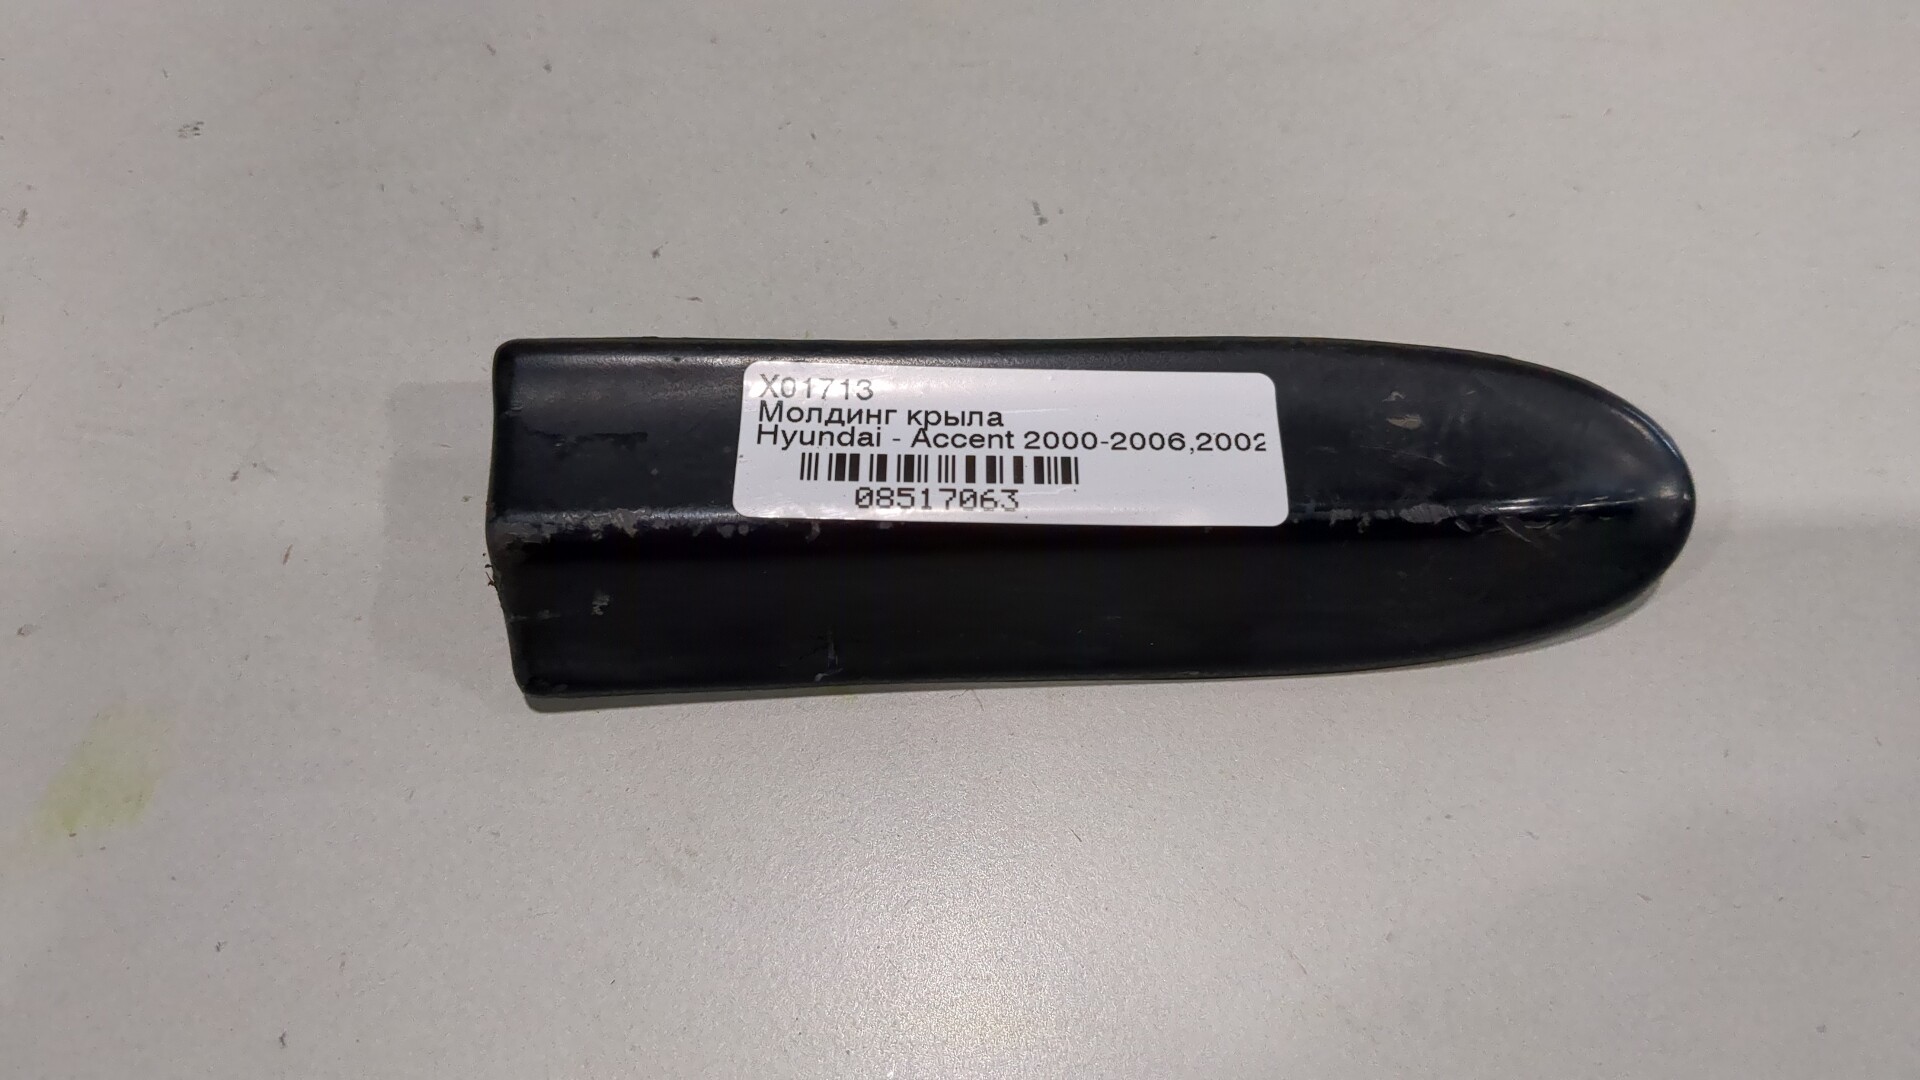 X01713
Молдинг крыла
Hyundai - Accent 2000-2006,2002
08517063